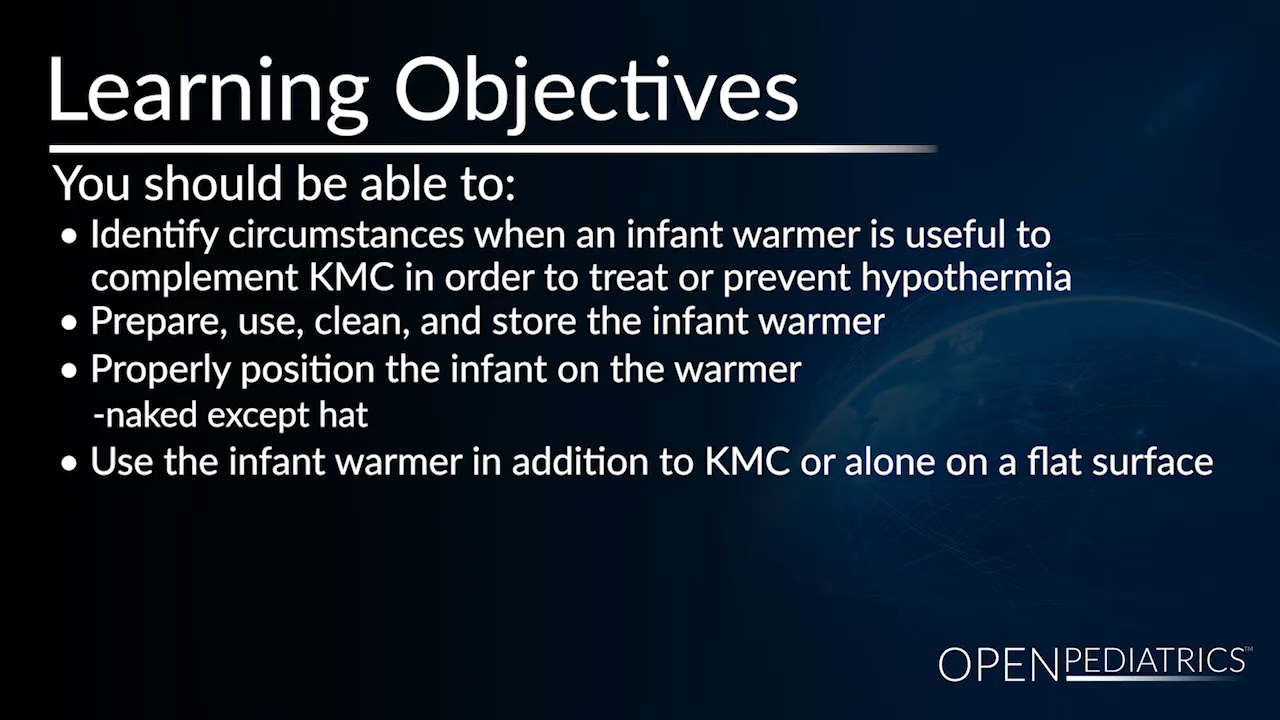 Learning Objectives
You should be able to:
• Identify circumstances when an infant warmer is useful to
complement KMC in order to treat or prevent hypothermia
• Prepare, use, clean, and store the infant warmer
• Properly position the infant on the warmer
-naked except hat
• Use the infant warmer in addition to KMC or alone on a flat surface
OPENPEDIATRICS™